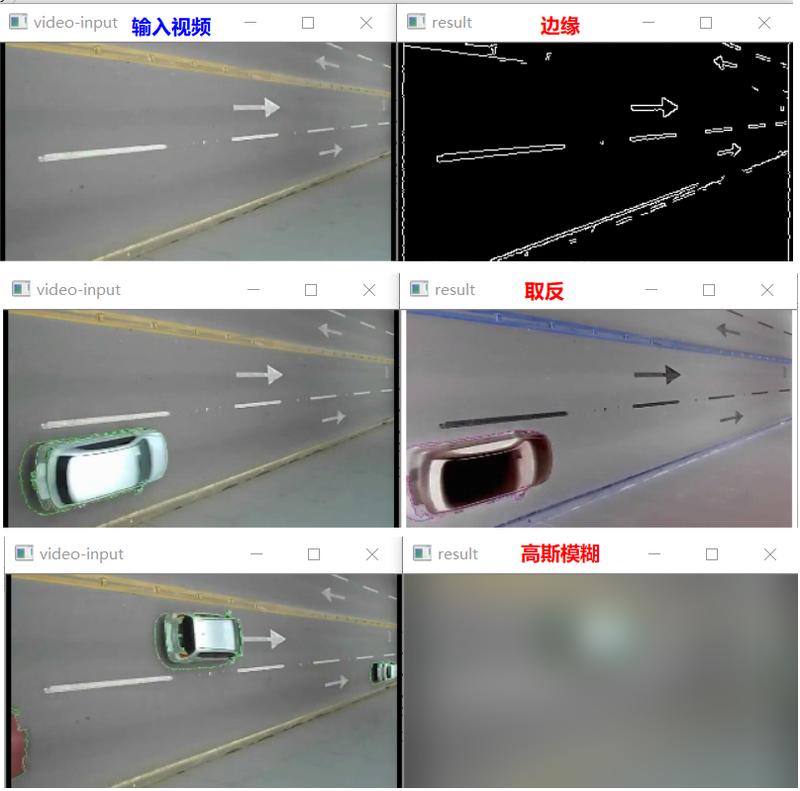 video-input 输入视频
result 边缘
video-input
result 取反
video-input
result 高斯模糊